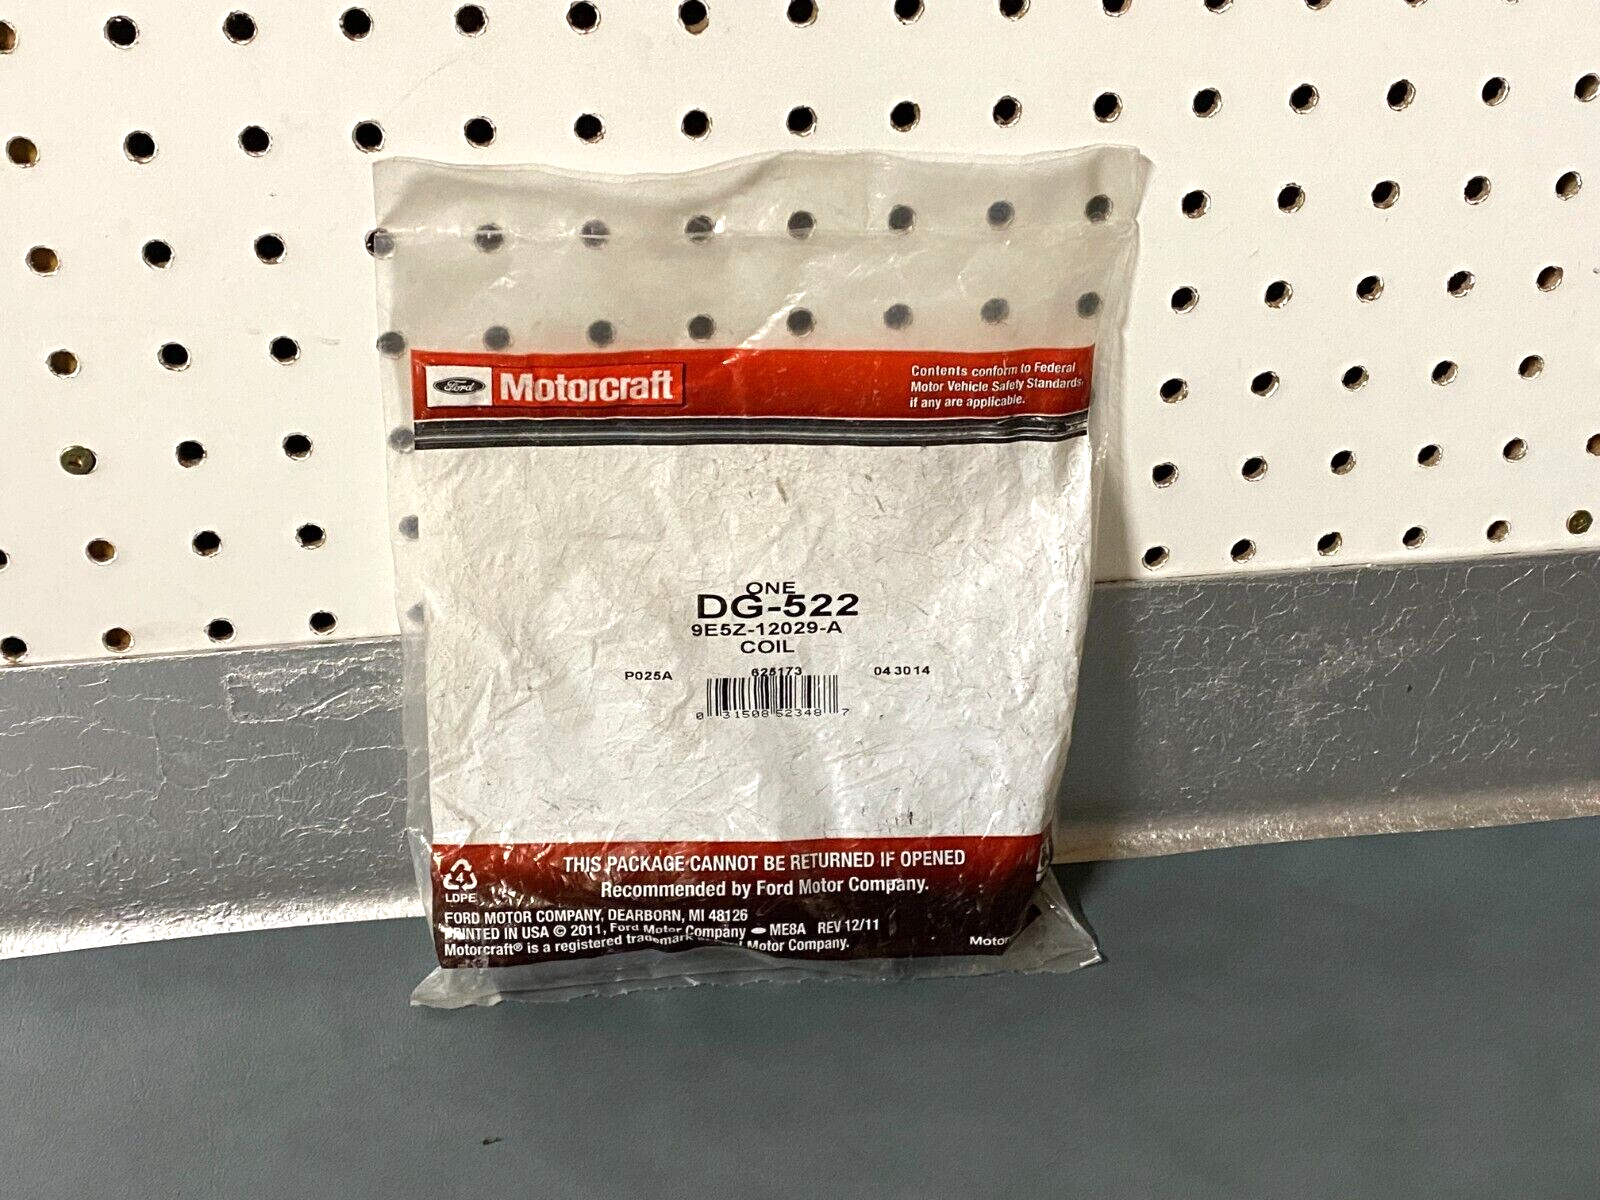 Ford Motorcraft
Contents conform to Federal
Motor Vehicle Safety Standards,
if any are applicable.
ONE
DG-522
9E5Z-12029-A
COIL
P025A 625173 043014
0 31508 52348 7
THIS PACKAGE CANNOT BE RETURNED IF OPENED
Recommended by Ford Motor Company.
4
LDPE
FORD MOTOR COMPANY, DEARBORN, MI 48126
PRINTED IN USA © 2011, Ford Motor Company ME8A REV 12/11
Motorcraft® is a registered trademark Motor Company.
Motor